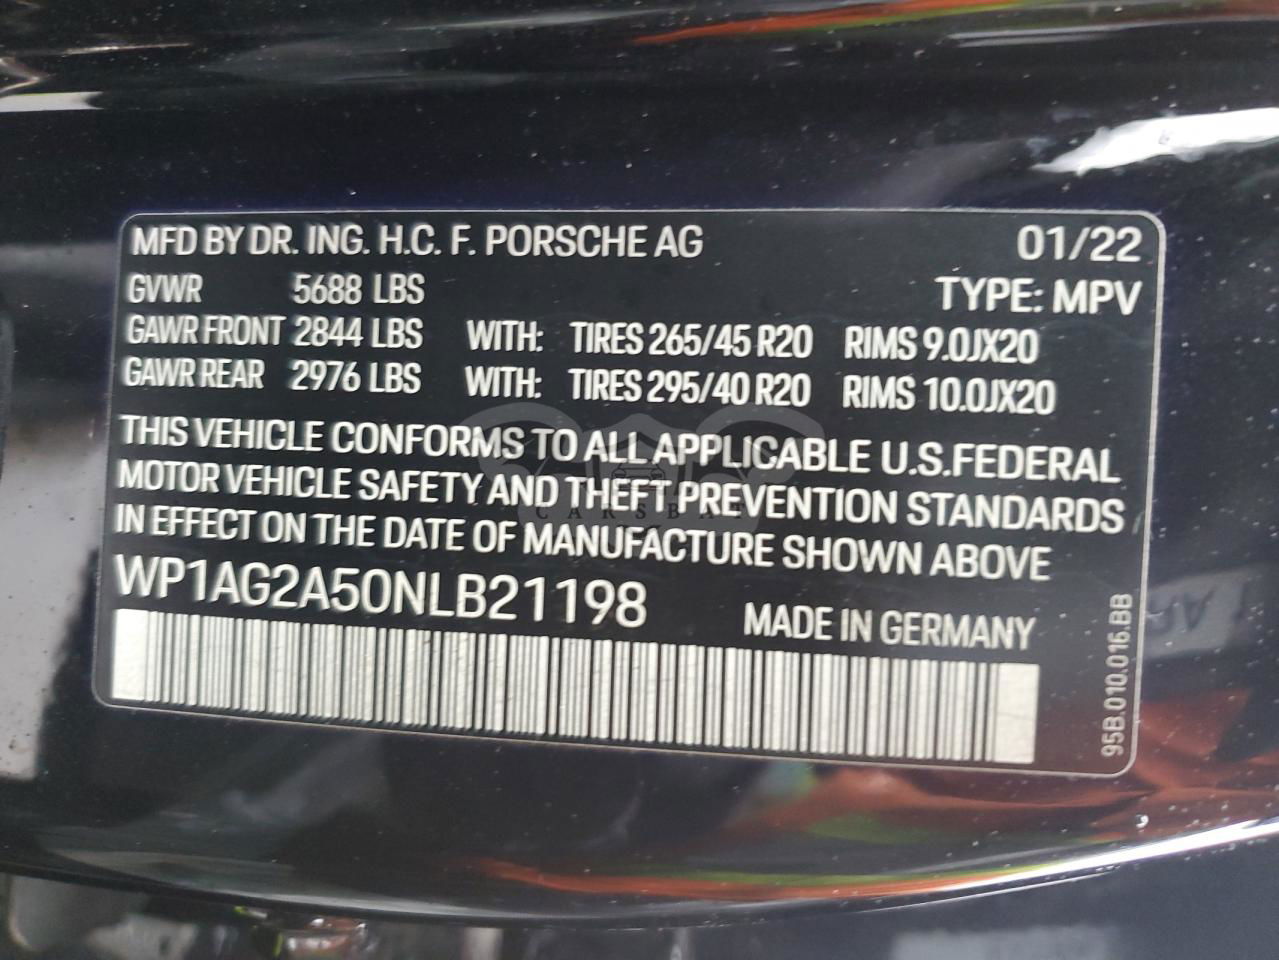 MFD BY DR. ING. H.C. F. PORSCHE AG 01/22
GVWR 5688 LBS TYPE: MPV
GAWR FRONT 2844 LBS WITH: TIRES 265/45 R20 RIMS 9.0JX20
GAWR REAR 2976 LBS WITH: TIRES 295/40 R20 RIMS 10.0JX20
THIS VEHICLE CONFORMS TO ALL APPLICABLE U.S.FEDERAL
MOTOR VEHICLE SAFETY AND THEFT PREVENTION STANDARDS
IN EFFECT ON THE DATE OF MANUFACTURE SHOWN ABOVE
WP1AG2A50NLB21198 MADE IN GERMANY
95B.010.016.BB
CARSBAT